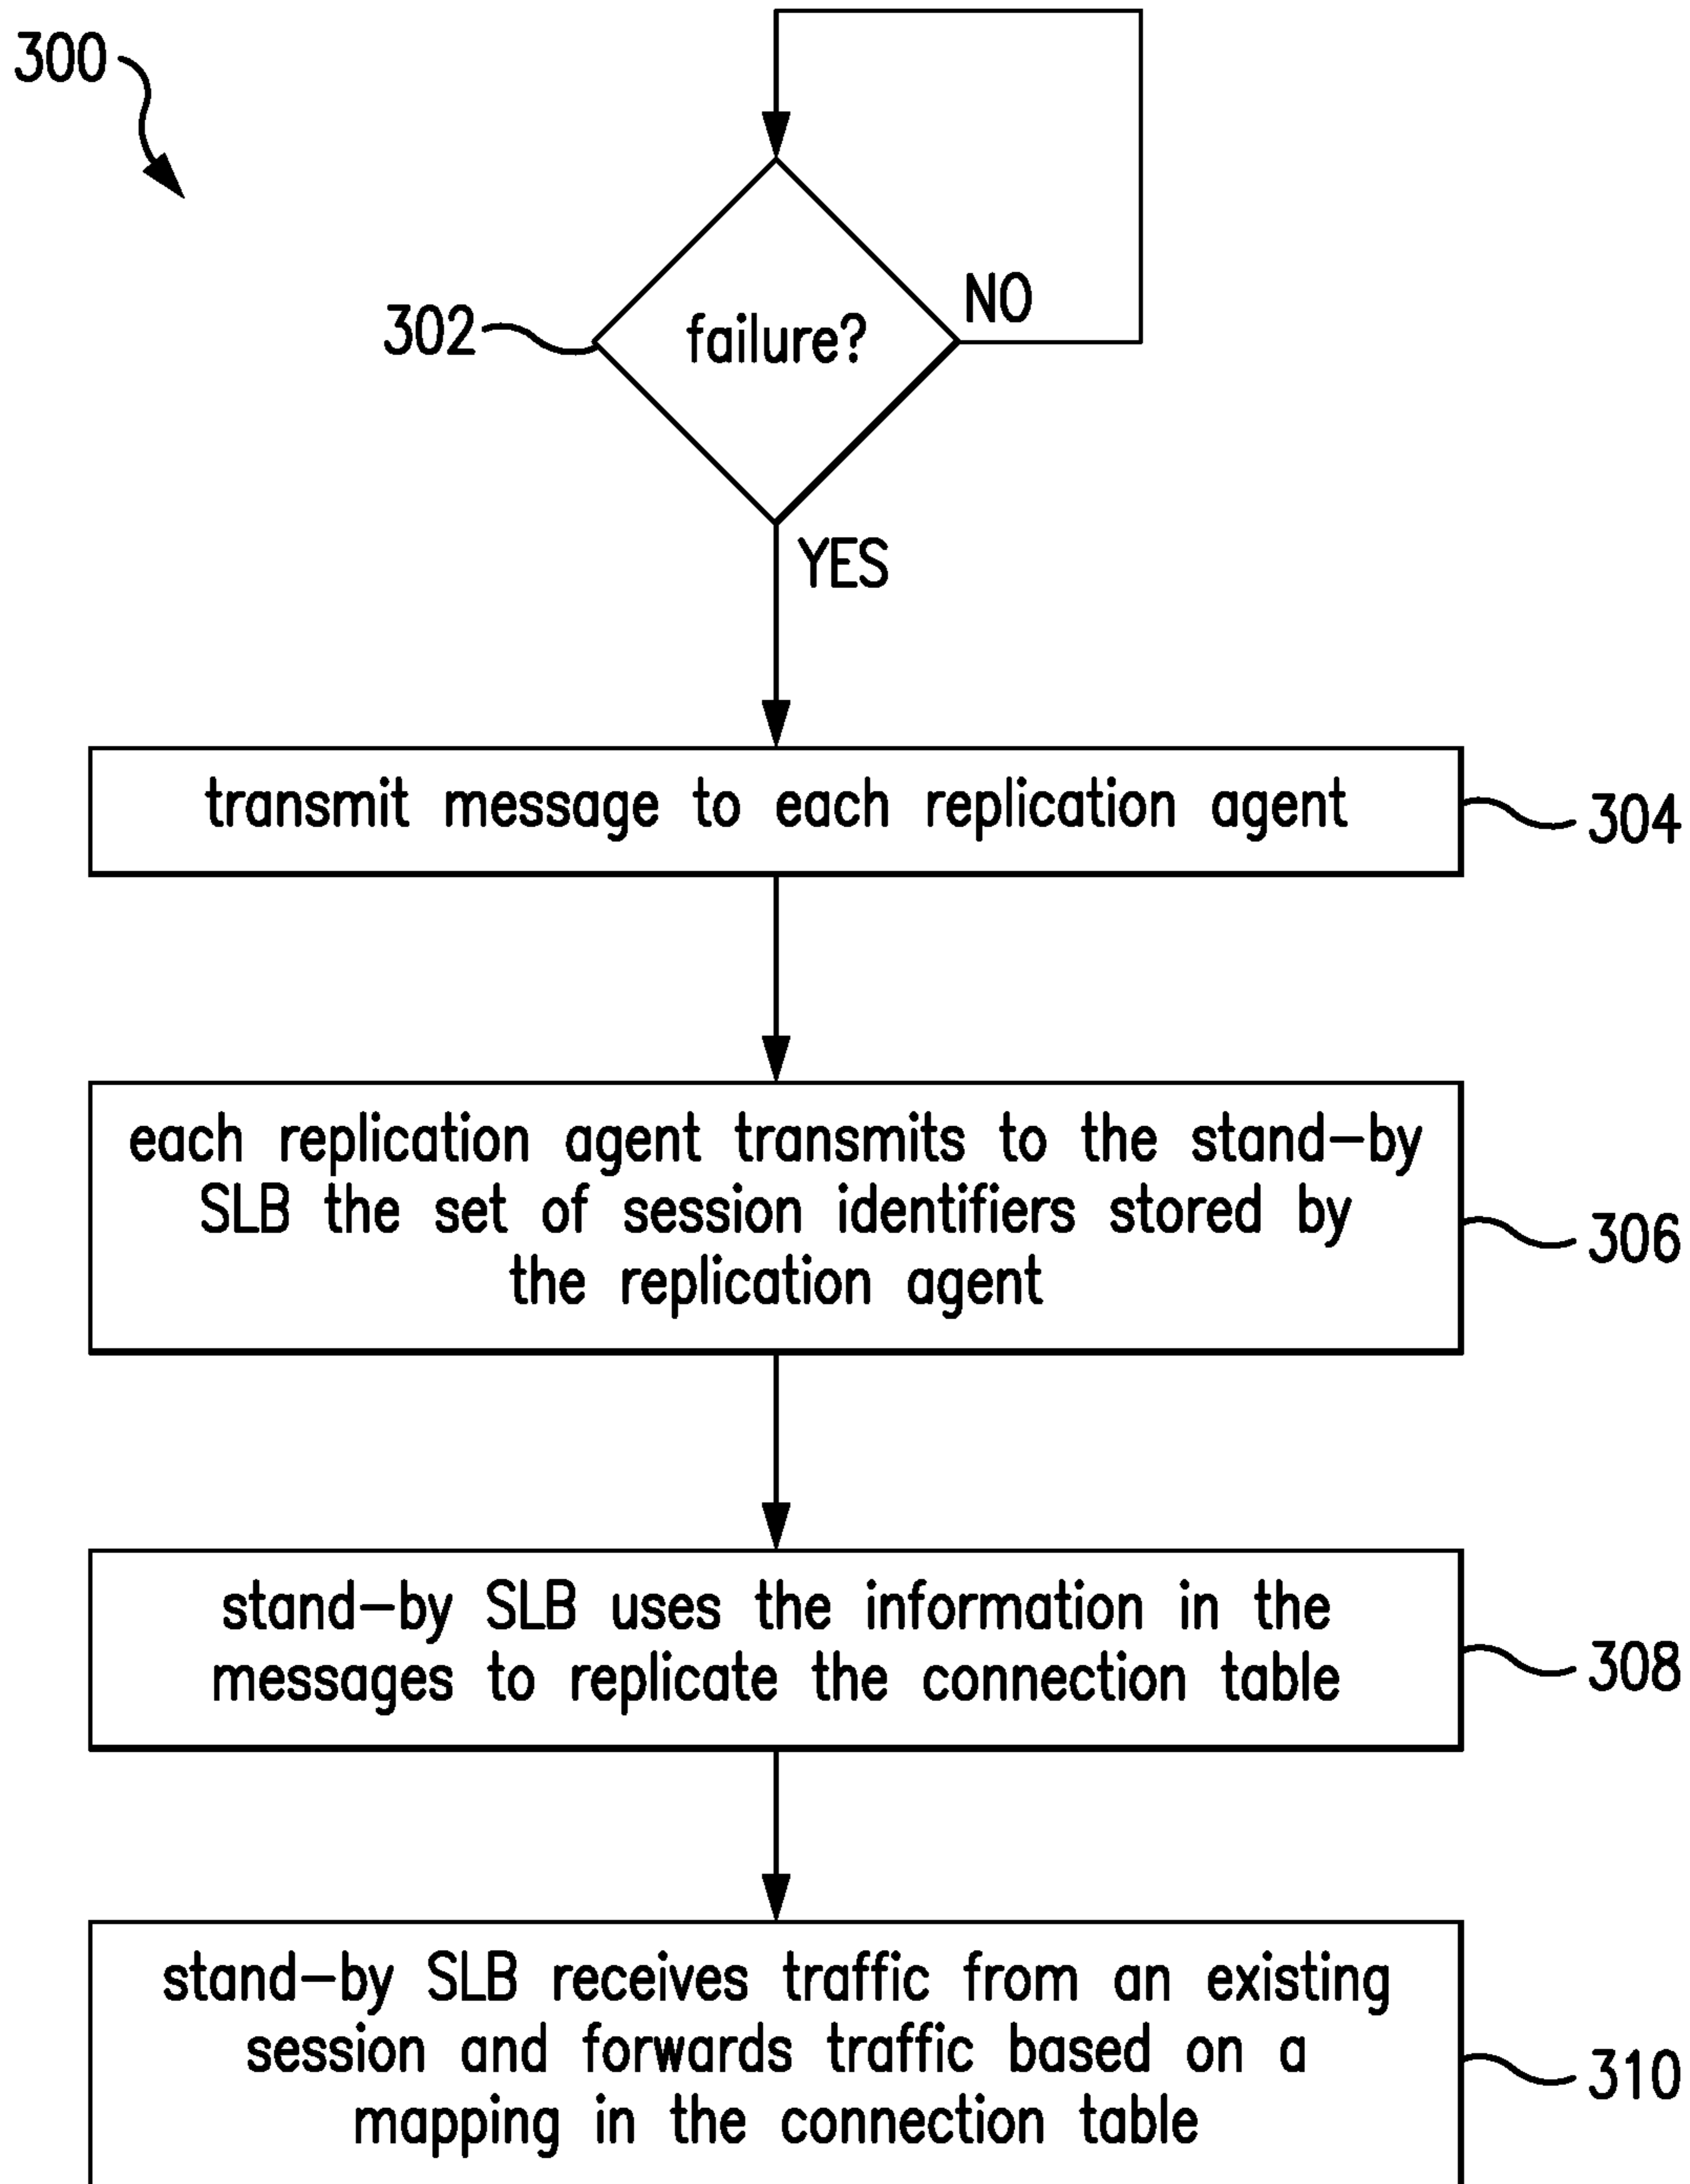 300
302
failure?
NO
YES
transmit message to each replication agent
304
each replication agent transmits to the stand-by
SLB the set of session identifiers stored by
the replication agent
306
stand-by SLB uses the information in the
messages to replicate the connection table
308
stand-by SLB receives traffic from an existing
session and forwards traffic based on a
mapping in the connection table
310